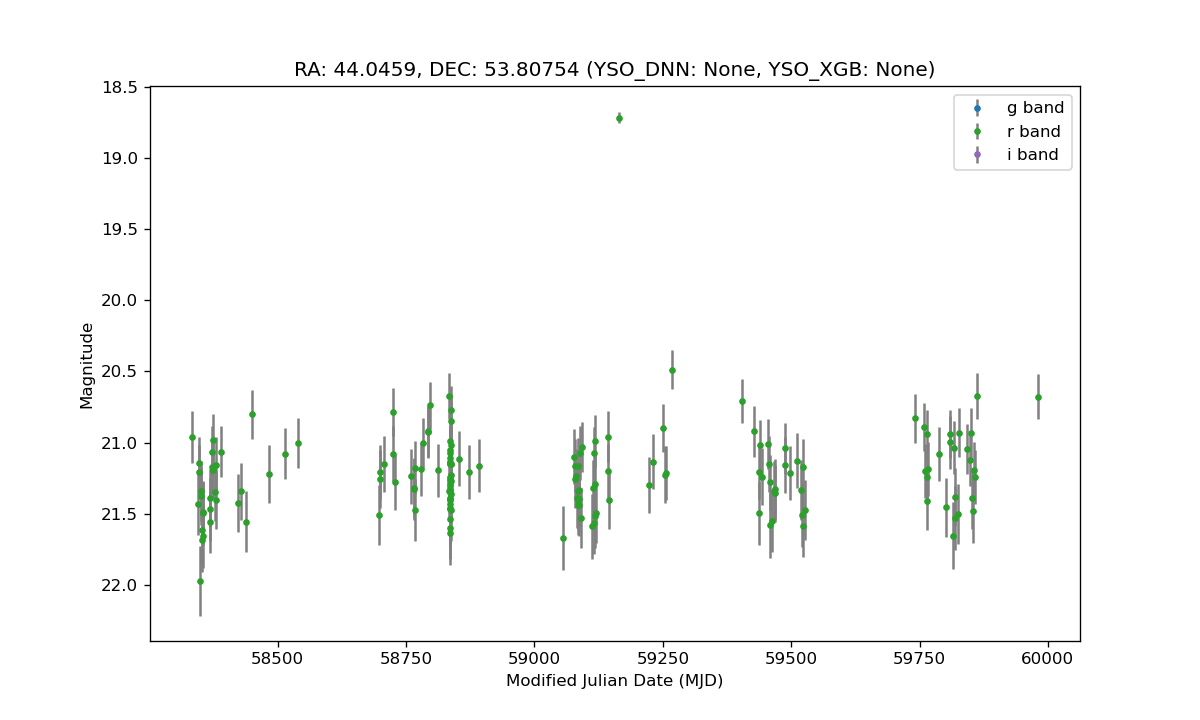 RA: 44.0459, DEC: 53.80754 (YSO_DNN: None, YSO_XGB: None)
18.5
19.0
19.5
20.0
20.5
21.0
21.5
22.0
Magnitude
g band
r band
i band
58500
58750
59000
59250
59500
59750
60000
Modified Julian Date (MJD)